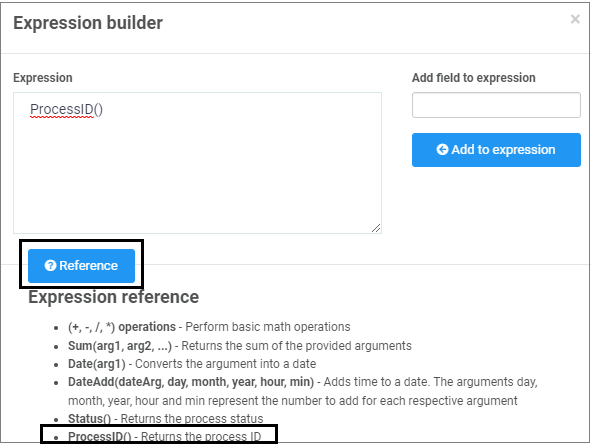 Expression builder
×
Expression
Add field to expression
ProcessID()
Add to expression
Reference
Expression reference
(+, -, /, *) operations - Perform basic math operations
Sum(arg1, arg2, ...) - Returns the sum of the provided arguments
Date(arg1) - Converts the argument into a date
DateAdd(dateArg, day, month, year, hour, min) - Adds time to a date. The arguments day,
month, year, hour and min represent the number to add for each respective argument
Status() - Returns the process status
ProcessID() - Returns the process ID